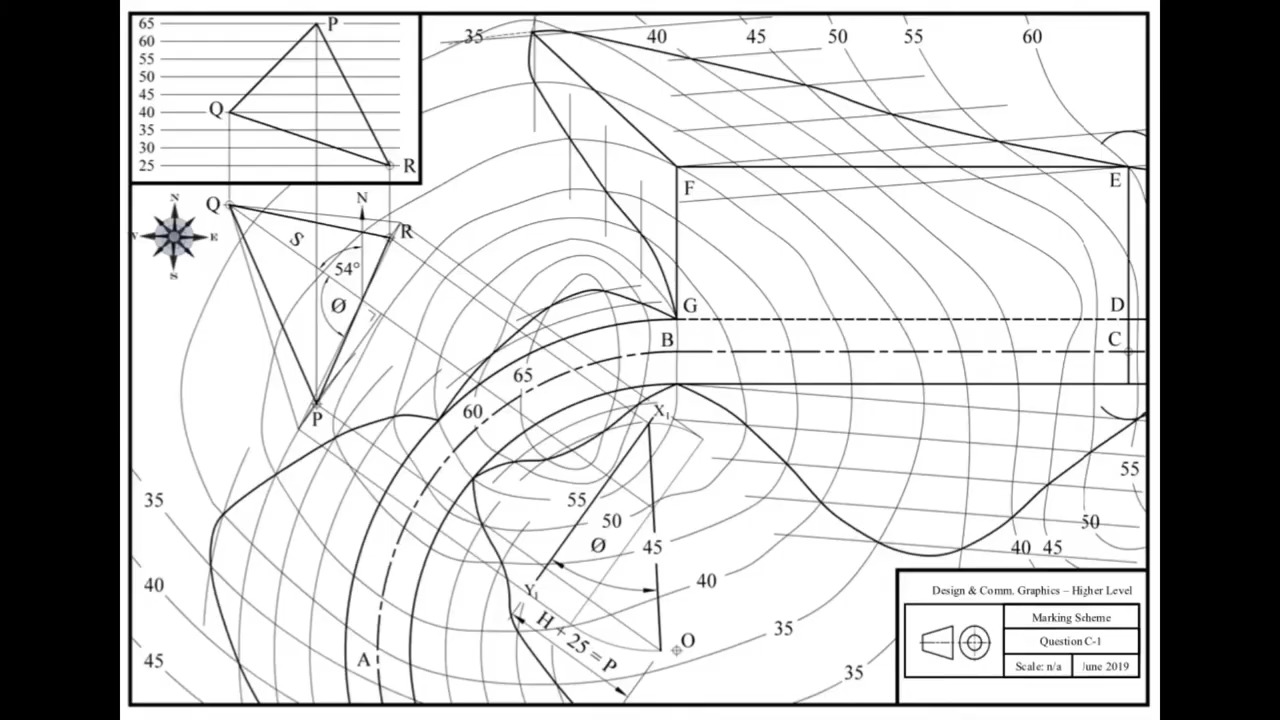 65
60
55
50
45
40
35
30
25
P
Q
R
35
40
45
50
55
60
N
E
S
Q
R
P
N
S
54°
Ø
F
E
G
D
B
C
65
60
X1
55
50
45
40
35
35
Ø
Y1
H + 25 = P
O
A
35
40
45
55
50
40
45
Design & Comm. Graphics – Higher Level
Marking Scheme
Question C-1
Scale: n/a
June 2019